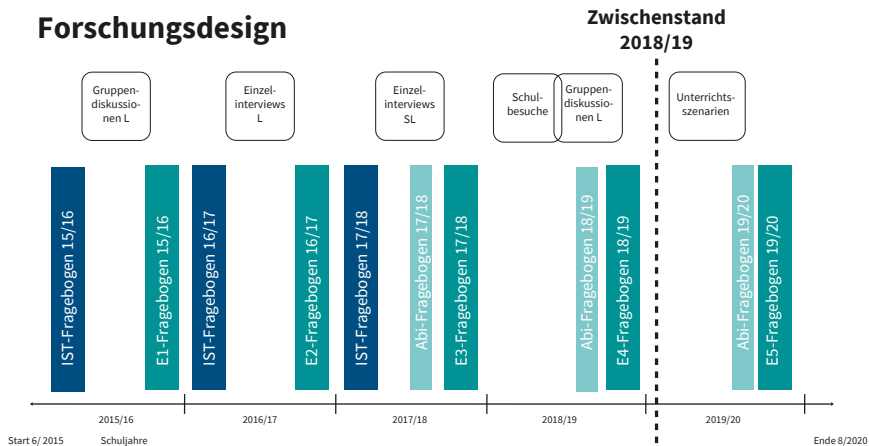 Forschungsdesign
Zwischenstand
2018/19
Gruppen-
diskussio-
nen L
Einzel-
interviews
L
Einzel-
interviews
SL
Schul-
besuche
Gruppen-
diskussionen L
Unterrichts-
szenarien
IST-Fragebogen 15/16
E1-Fragebogen 15/16
IST-Fragebogen 16/17
E2-Fragebogen 16/17
IST-Fragebogen 17/18
Abi-Fragebogen 17/18
E3-Fragebogen 17/18
Abi-Fragebogen 18/19
E4-Fragebogen 18/19
Abi-Fragebogen 19/20
E5-Fragebogen 19/20
2015/16
2016/17
2017/18
2018/19
2019/20
Start 6/ 2015
Schuljahre
Ende 8/2020